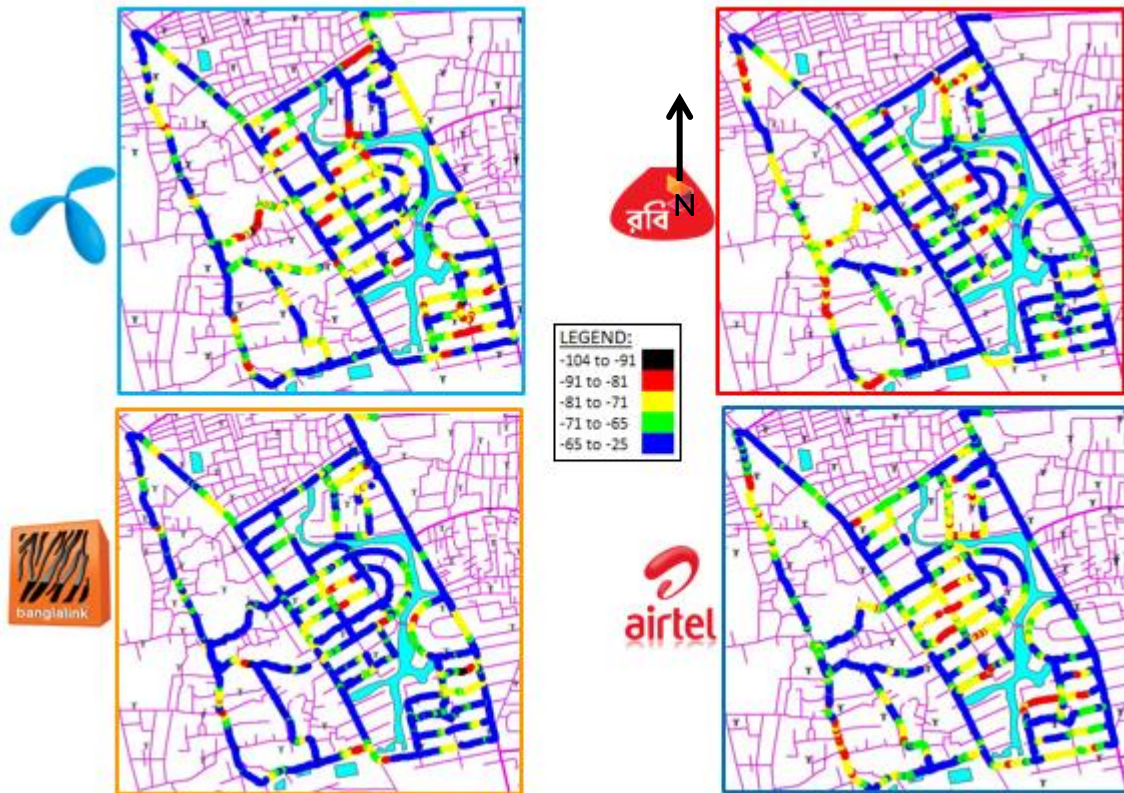 রবি
N
LEGEND:
-104 to -91
-91 to -81
-81 to -71
-71 to -65
-65 to -25
banglalink
airtel